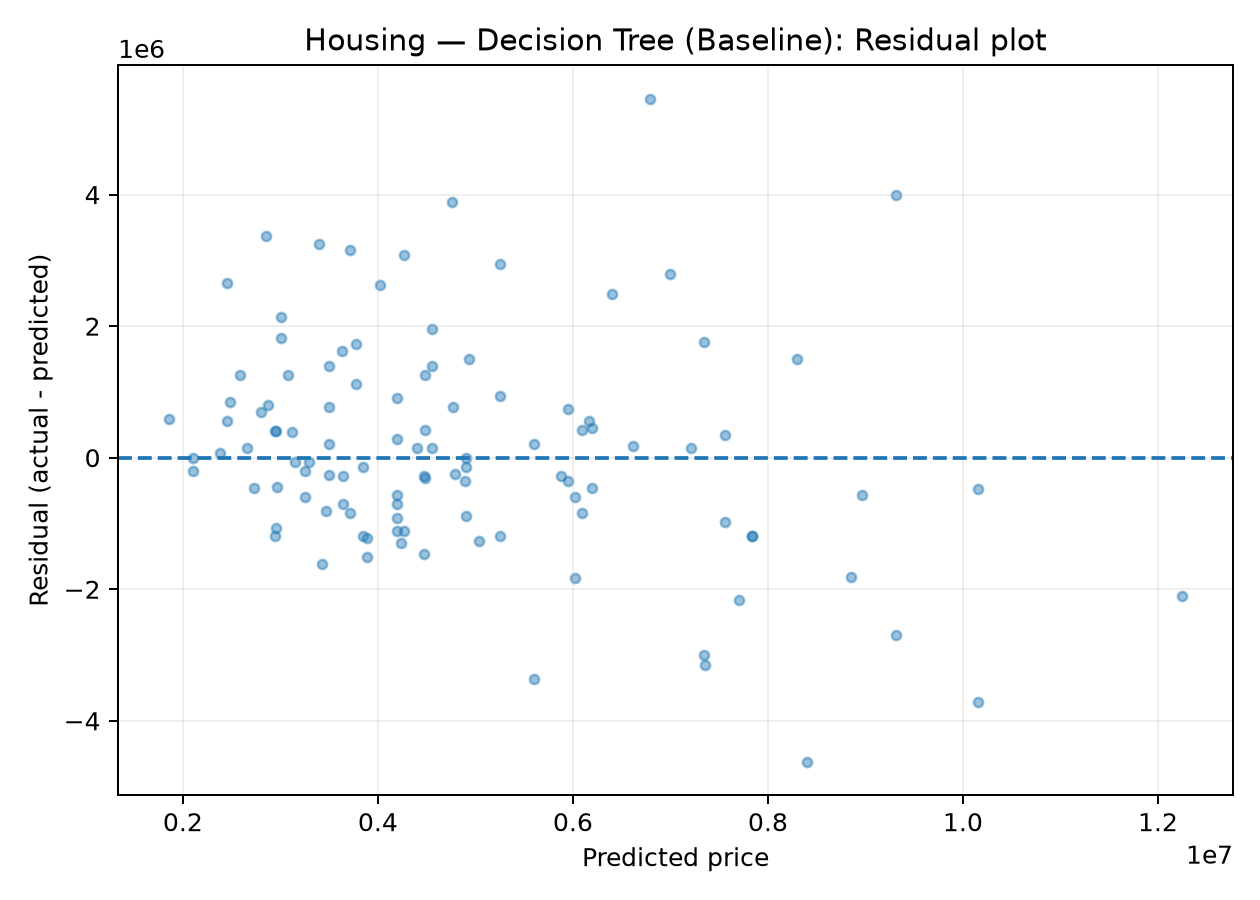 Housing — Decision Tree (Baseline): Residual plot
1e6
Residual (actual - predicted)
4
2
0
−2
−4
0.2 0.4 0.6 0.8 1.0 1.2
Predicted price
1e7